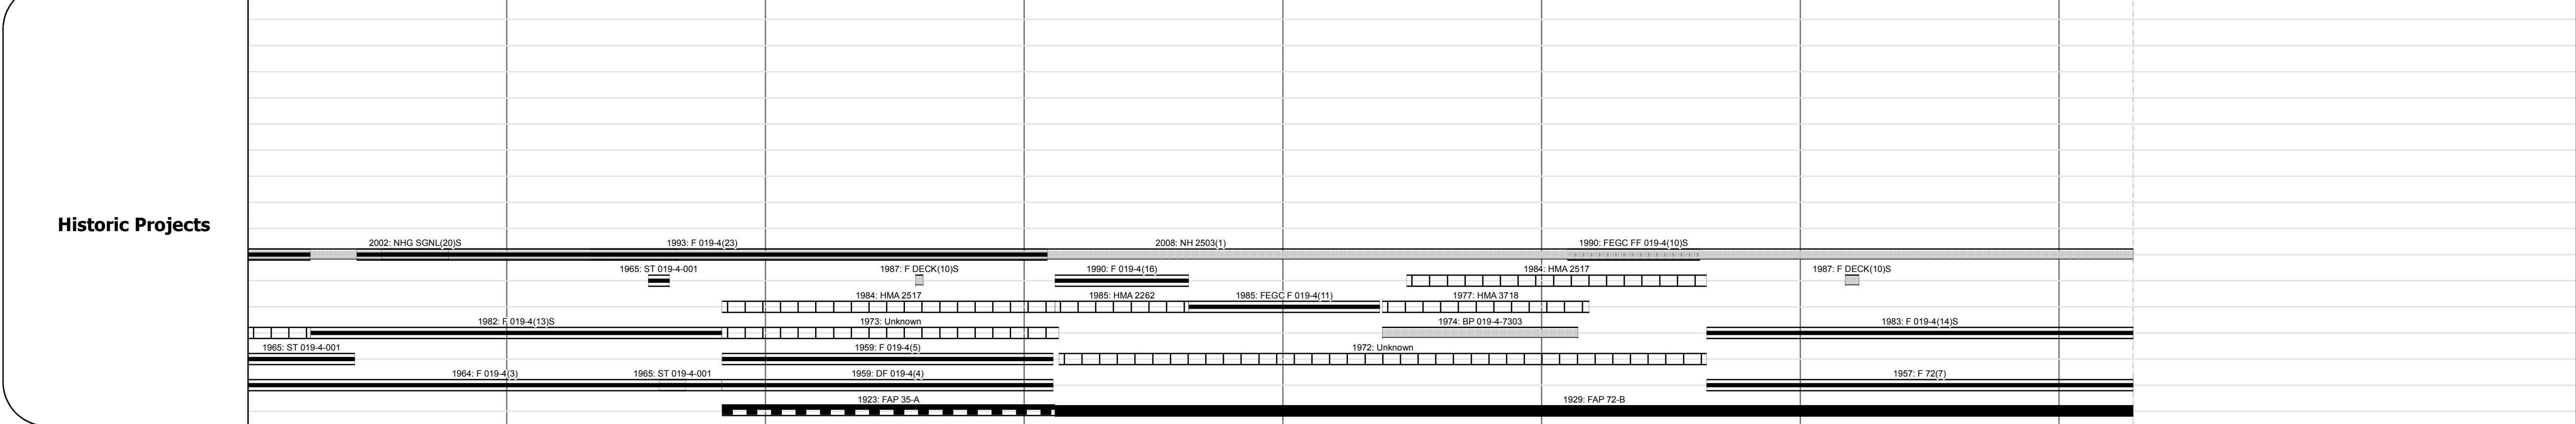 Historic Projects
2002: NHG SGNL(20)S 1993: F 019-4(23) 2008: NH 2503(1) 1990: FEGC FF 019-4(10)S
1965: ST 019-4-001 1987: F DECK(10)S 1990: F 019-4(16) 1984: HMA 2517 1987: F DECK(10)S
1984: HMA 2517 1985: HMA 2262 1985: FEGC F 019-4(11) 1977: HMA 3718
1982: F 019-4(13)S 1973: Unknown 1974: BP 019-4-7303 1983: F 019-4(14)S
1965: ST 019-4-001 1959: F 019-4(5) 1972: Unknown
1964: F 019-4(3) 1965: ST 019-4-001 1959: DF 019-4(4) 1957: F 72(7)
1923: FAP 35-A 1929: FAP 72-B